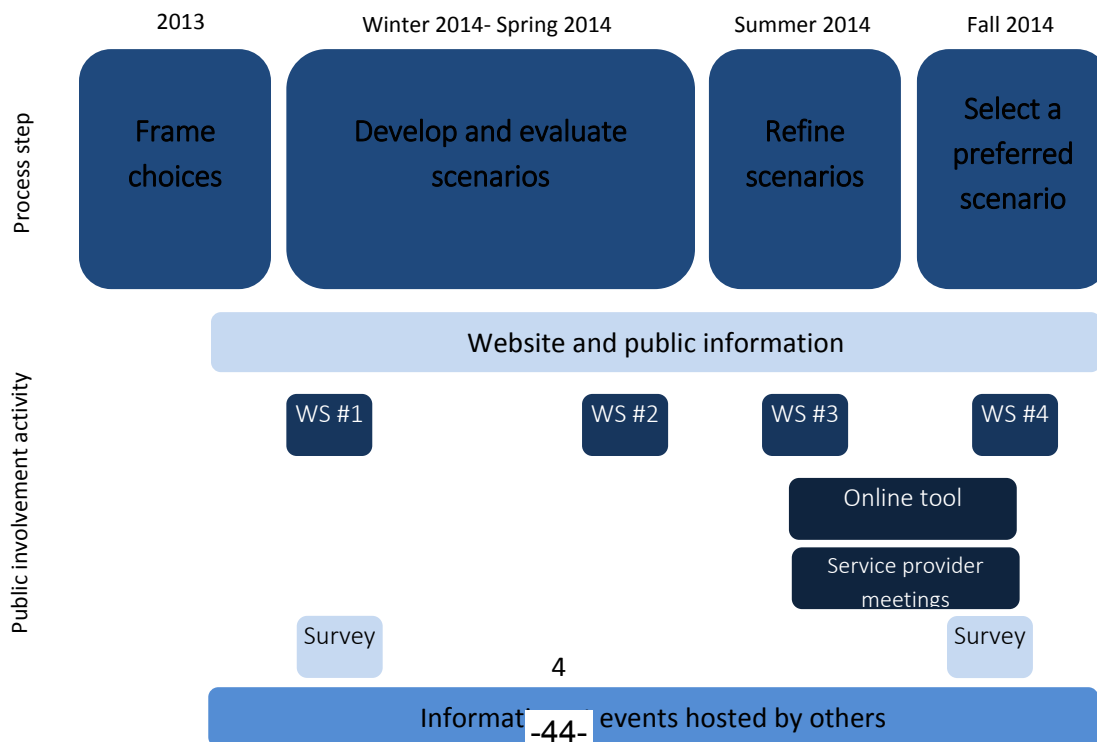 2013
Winter 2014- Spring 2014
Summer 2014
Fall 2014
Process step
Frame
choices
Develop and evaluate
scenarios
Refine
scenarios
Select a
preferred
scenario
Public involvement activity
Website and public information
WS #1
WS #2
WS #3
WS #4
Online tool
Service provider
meetings
Survey
Survey
4
events hosted by others
-44-